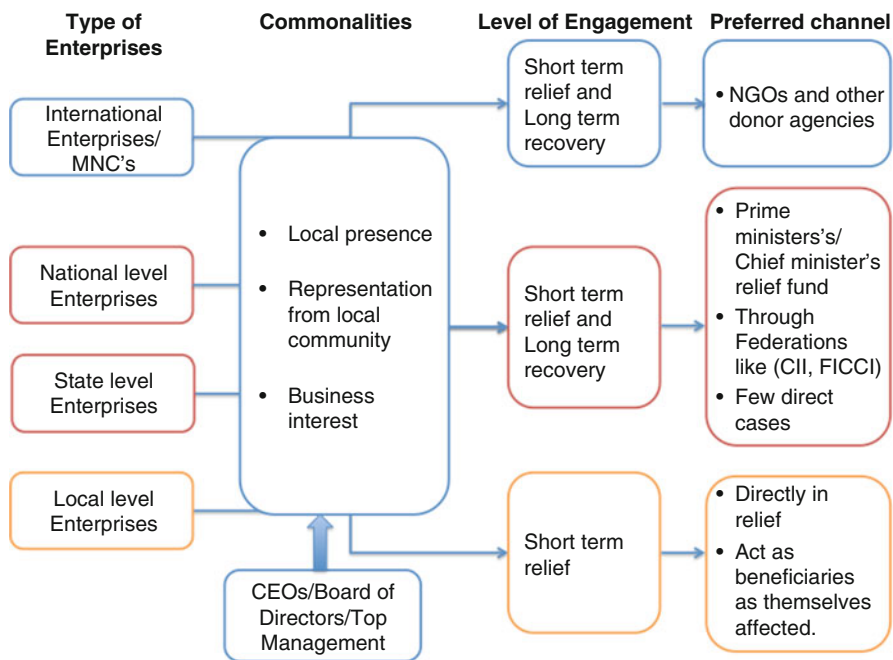 Type of
Enterprises
Commonalities
Level of Engagement
Preferred channel
International
Enterprises/
MNC's
National level
Enterprises
State level
Enterprises
Local level
Enterprises
• Local presence
• Representation
from local
community
• Business
interest
CEOs/Board of
Directors/Top
Management
Short term
relief and
Long term
recovery
Short term
relief and
Long term
recovery
Short term
relief
• NGOs and other
donor agencies
• Prime
ministers's/
Chief minister's
relief fund
• Through
Federations
like (CII, FICCI)
• Few direct
cases
• Directly in
relief
• Act as
beneficiaries
as themselves
affected.